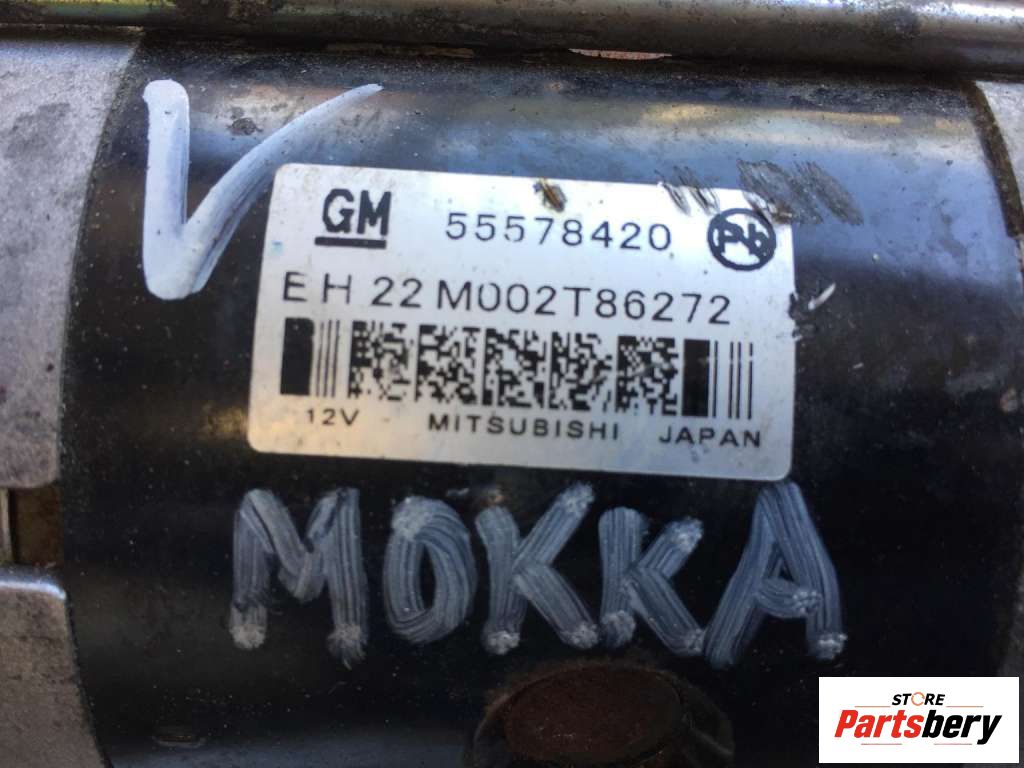 GM 55578420 Pb
EH 22 M002T86272
12V MITSUBISHI JAPAN
MOKKA
STORE
Partsbery